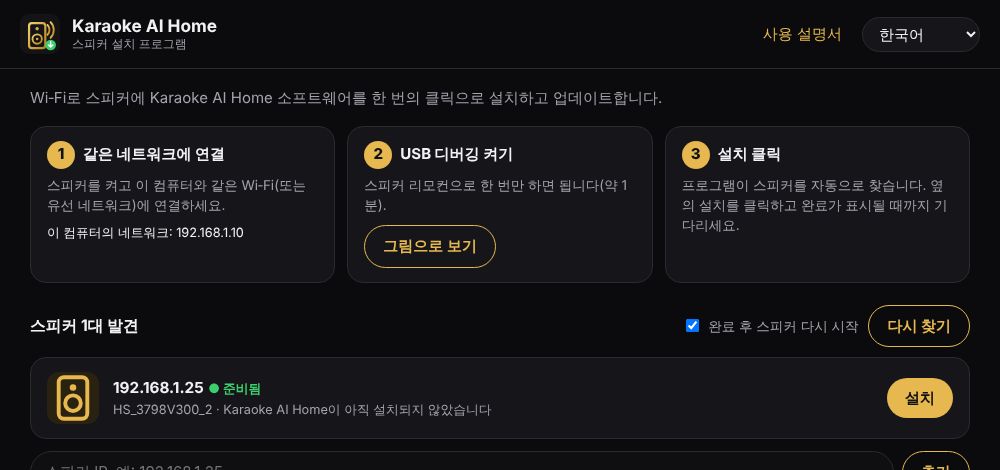 Karaoke AI Home
스피커 설치 프로그램
사용 설명서
한국어
Wi-Fi로 스피커에 Karaoke AI Home 소프트웨어를 한 번의 클릭으로 설치하고 업데이트합니다.
1 같은 네트워크에 연결
스피커를 켜고 이 컴퓨터와 같은 Wi-Fi(또는
유선 네트워크)에 연결하세요.
이 컴퓨터의 네트워크: 192.168.1.10
2 USB 디버깅 켜기
스피커 리모컨으로 한 번만 하면 됩니다(약 1
분).
그림으로 보기
3 설치 클릭
프로그램이 스피커를 자동으로 찾습니다. 옆
의 설치를 클릭하고 완료가 표시될 때까지 기
다리세요.
스피커 1대 발견
완료 후 스피커 다시 시작
다시 찾기
192.168.1.25 준비됨
HS_3798V300_2 · Karaoke AI Home이 아직 설치되지 않았습니다
설치
스피커 IP, 예: 192.168.1.25
추가